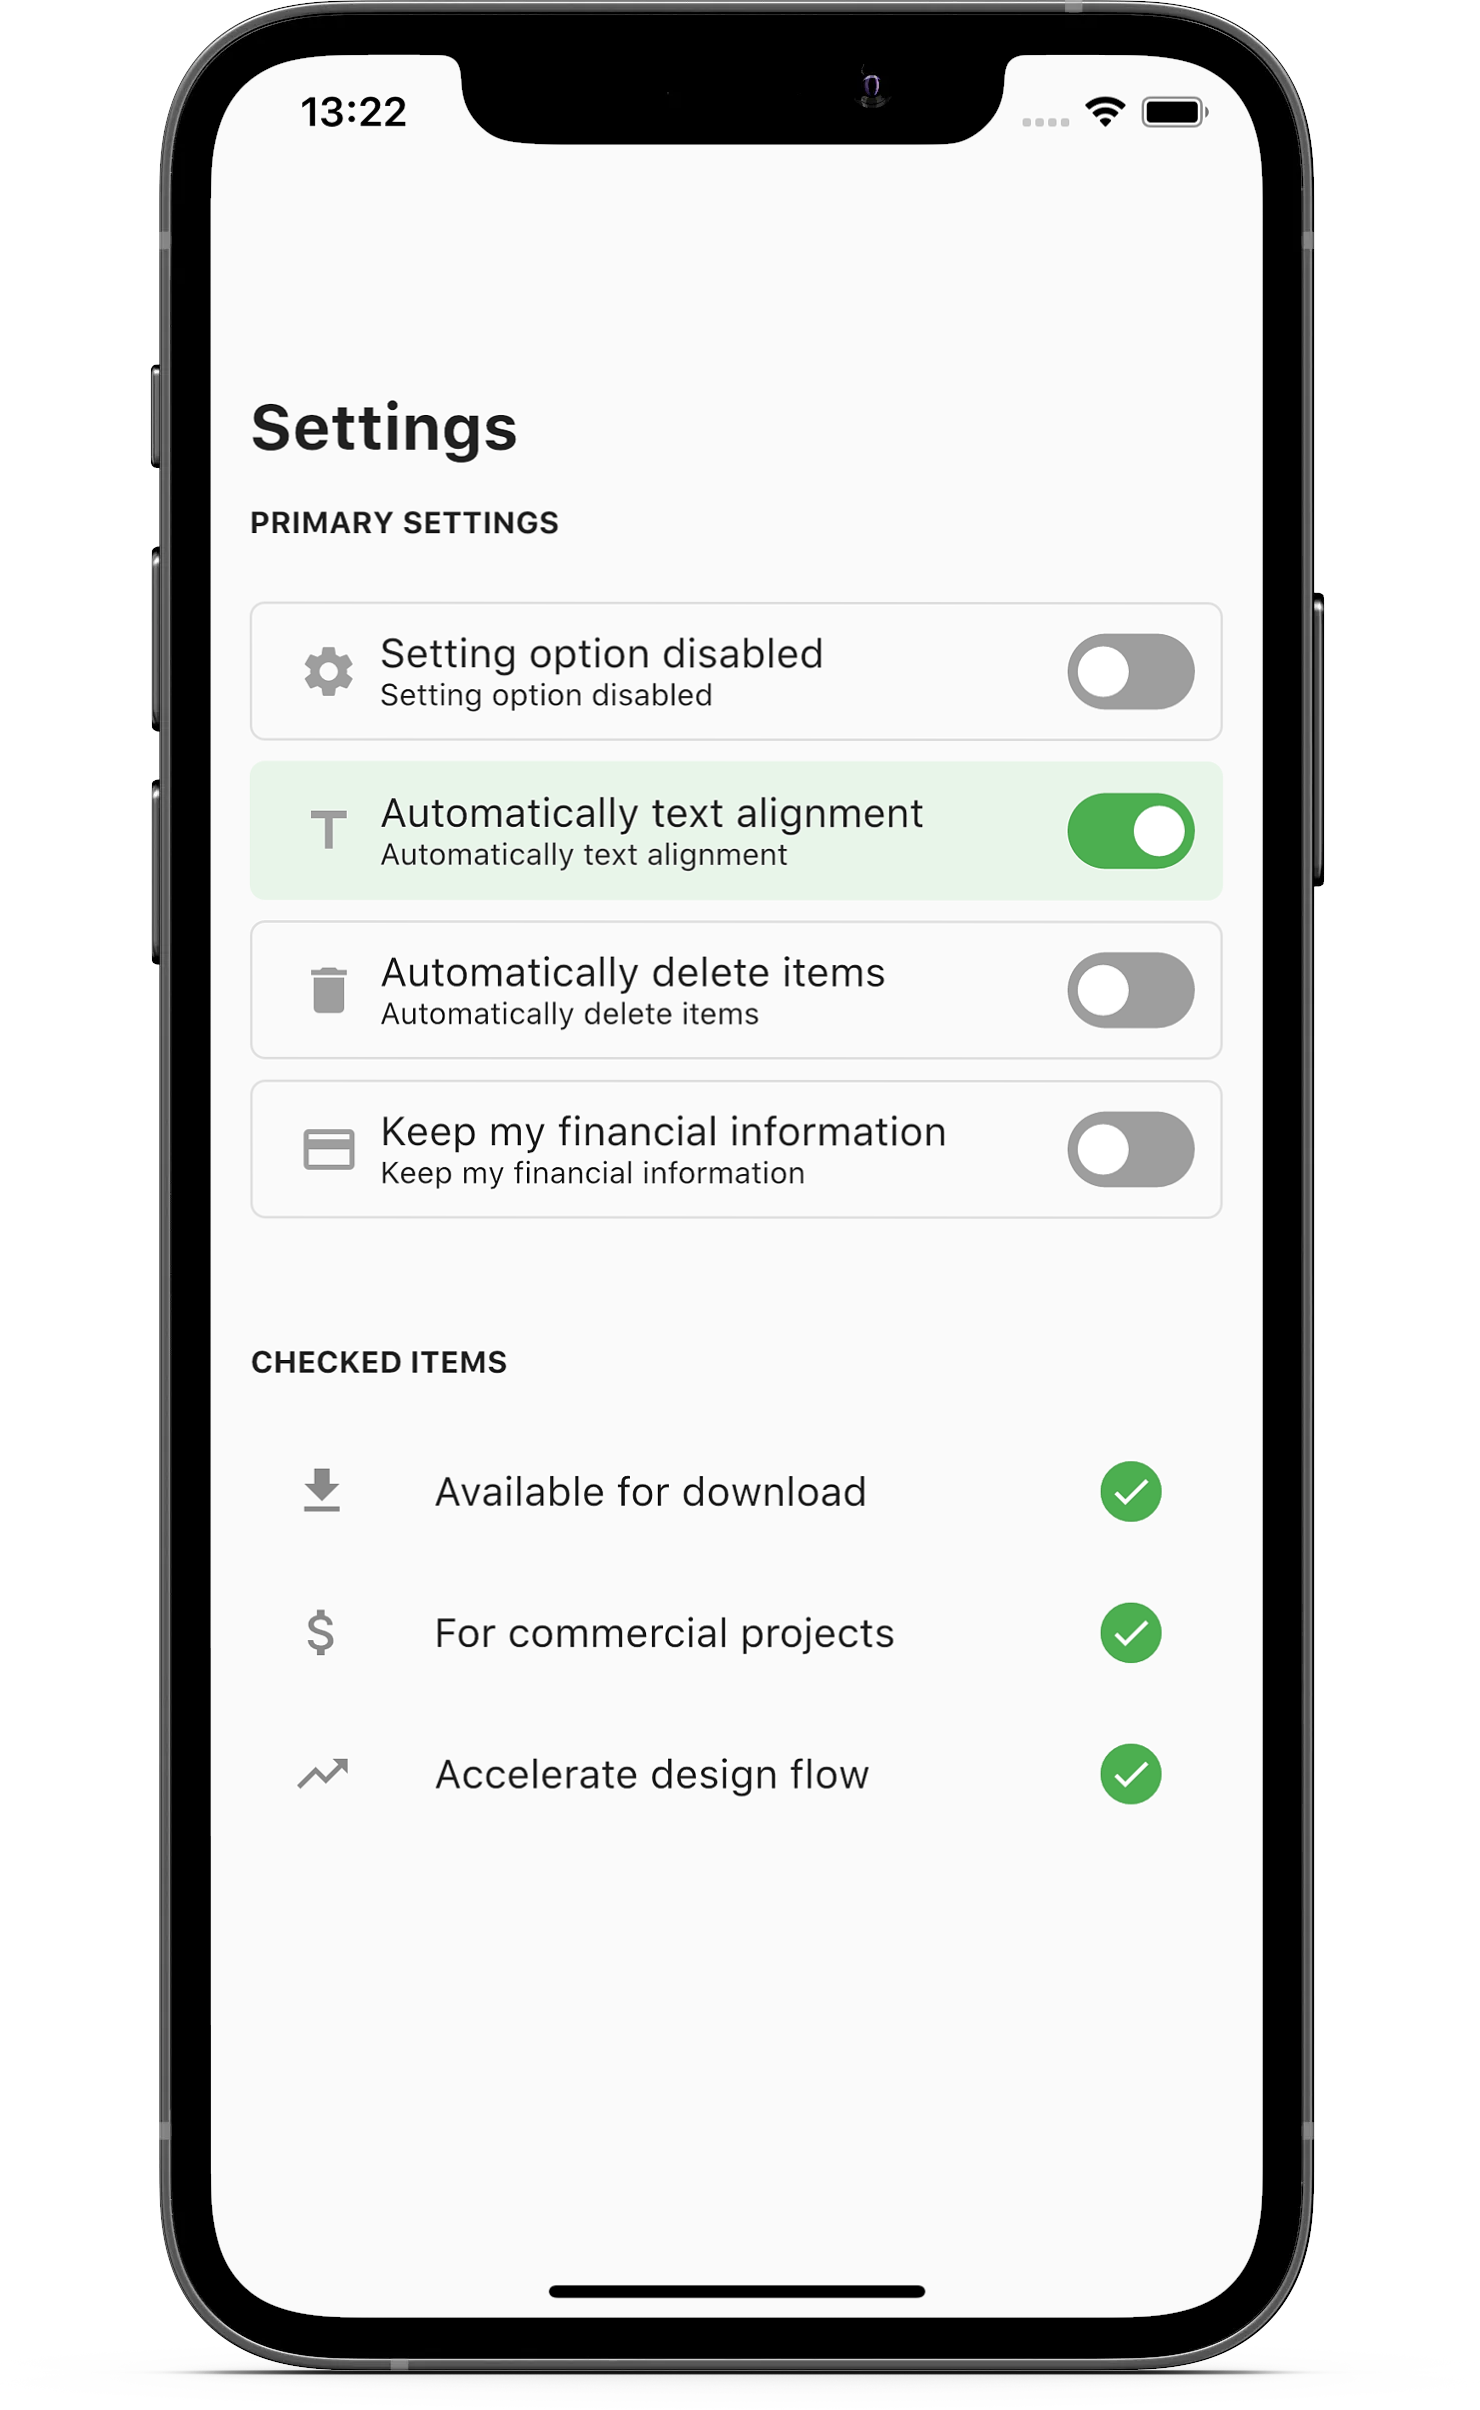 13:22
Settings
PRIMARY SETTINGS
Setting option disabled
Setting option disabled
Automatically text alignment
Automatically text alignment
Automatically delete items
Automatically delete items
Keep my financial information
Keep my financial information
CHECKED ITEMS
Available for download
For commercial projects
Accelerate design flow